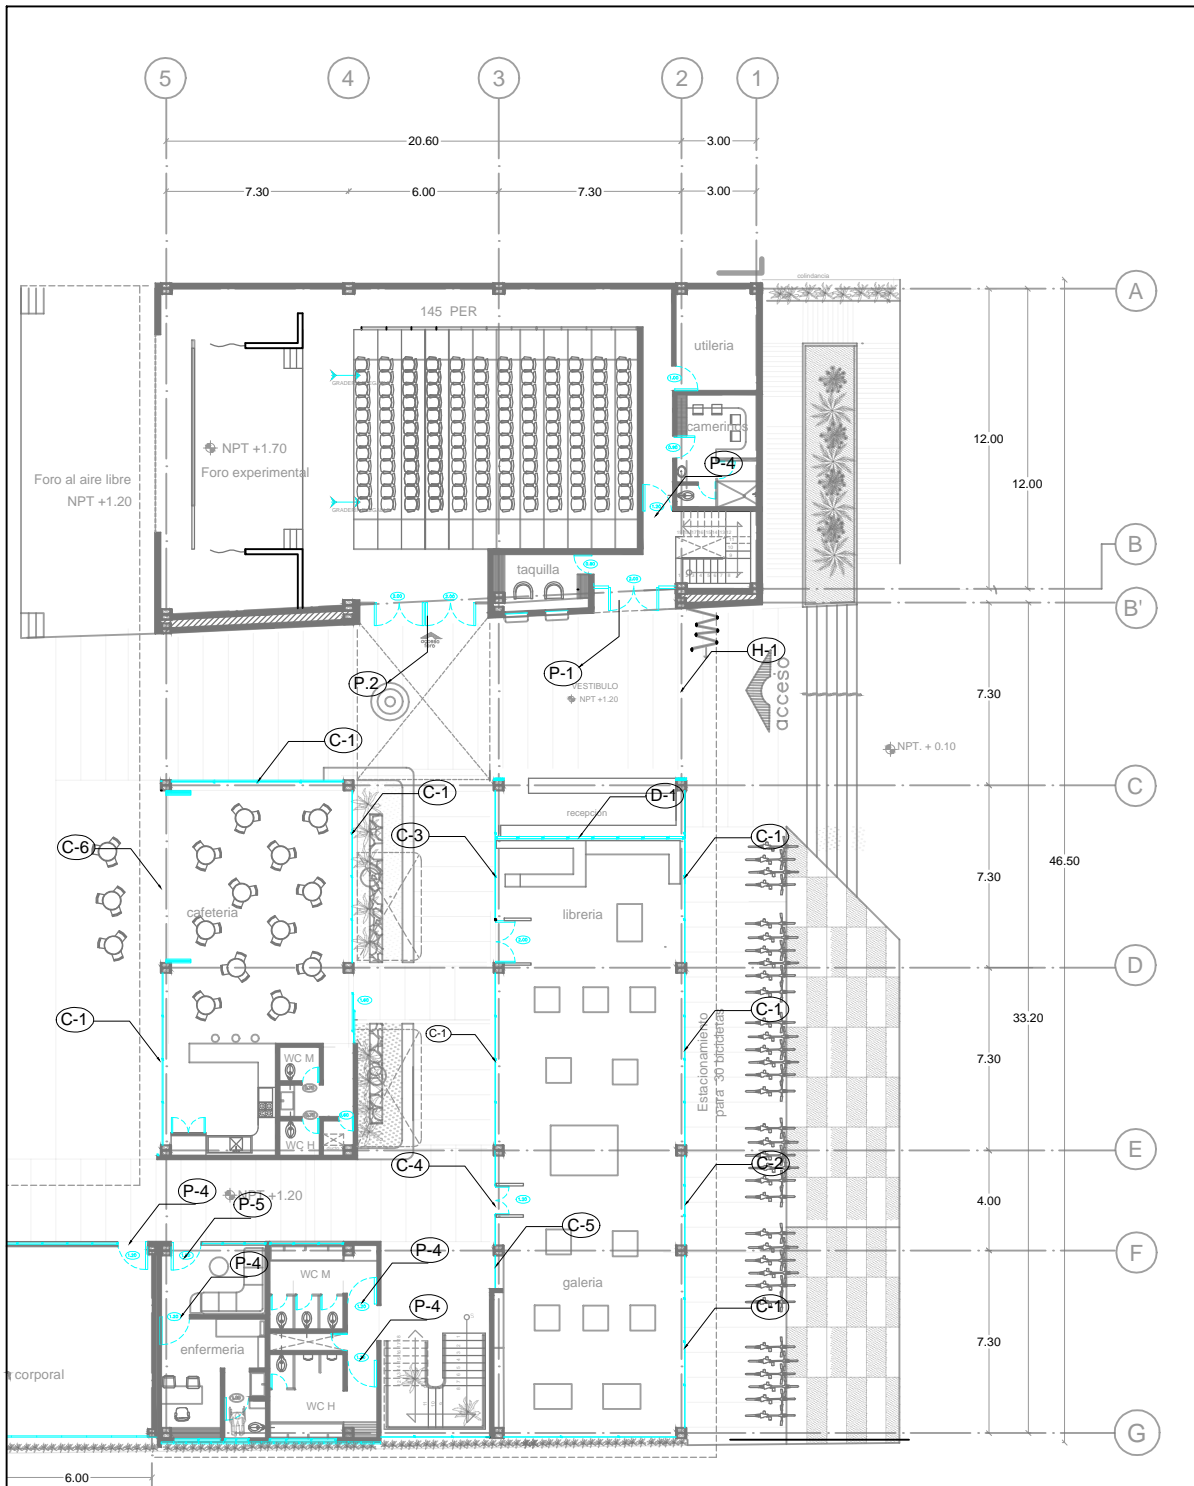 5 4 3 2 1
20.60 3.00
7.30 6.00 7.30 3.00
colindancia
A
145 PER
utileria
camerinos
P-4
12.00
12.00
NPT +1.70
Foro experimental
Foro al aire libre
NPT +1.20
B
taquilla
B'
acceso
foro
P.2
P-1
H-1
VESTIBULO
NPT +1.20
acceso
7.30
NPT. + 0.10
C-1
C
C-1
recepcion
D-1
C-3
C-1
C-6
46.50
7.30
cafeteria
libreria
D
C-1
C-1
C-1
33.20
Estacionamiento
para 30 bicicletas
7.30
WC M
WC H
E
C-4
C-2
P-4
NPT +1.20
P-5
4.00
C-5
F
P-4
P-4
WC M
galeria
P-4
C-1
enfermeria
7.30
corporal
WC H
G
6.00